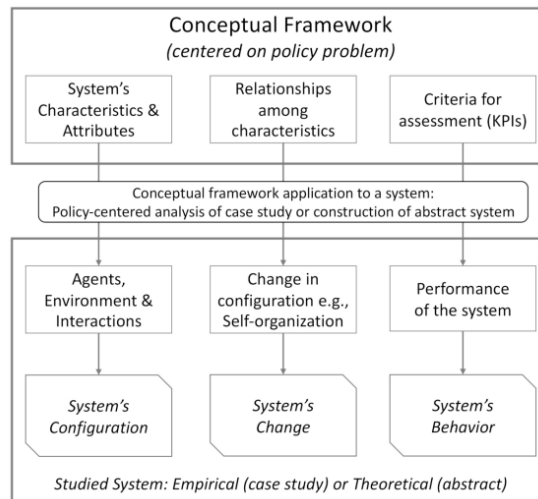 Conceptual Framework
(centered on policy problem)
System's
Characteristics &
Attributes
Relationships
among
characteristics
Criteria for
assessment (KPIs)
Conceptual framework application to a system:
Policy-centered analysis of case study or construction of abstract system
Agents,
Environment &
Interactions
Change in
configuration e.g.,
Self-organization
Performance
of the system
System's
Configuration
System's
Change
System's
Behavior
Studied System: Empirical (case study) or Theoretical (abstract)